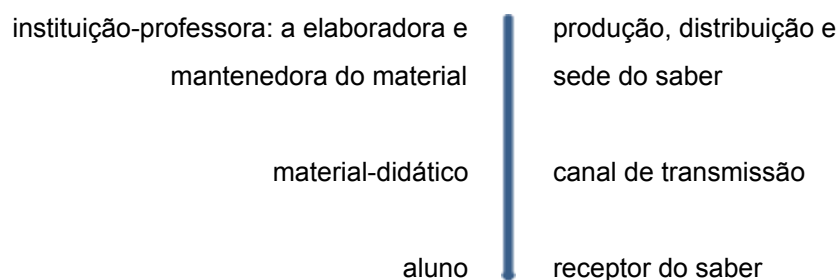 instituição-professora: a elaboradora e
mantenedora do material
produção, distribuição e
sede do saber
material-didático
canal de transmissão
aluno
receptor do saber